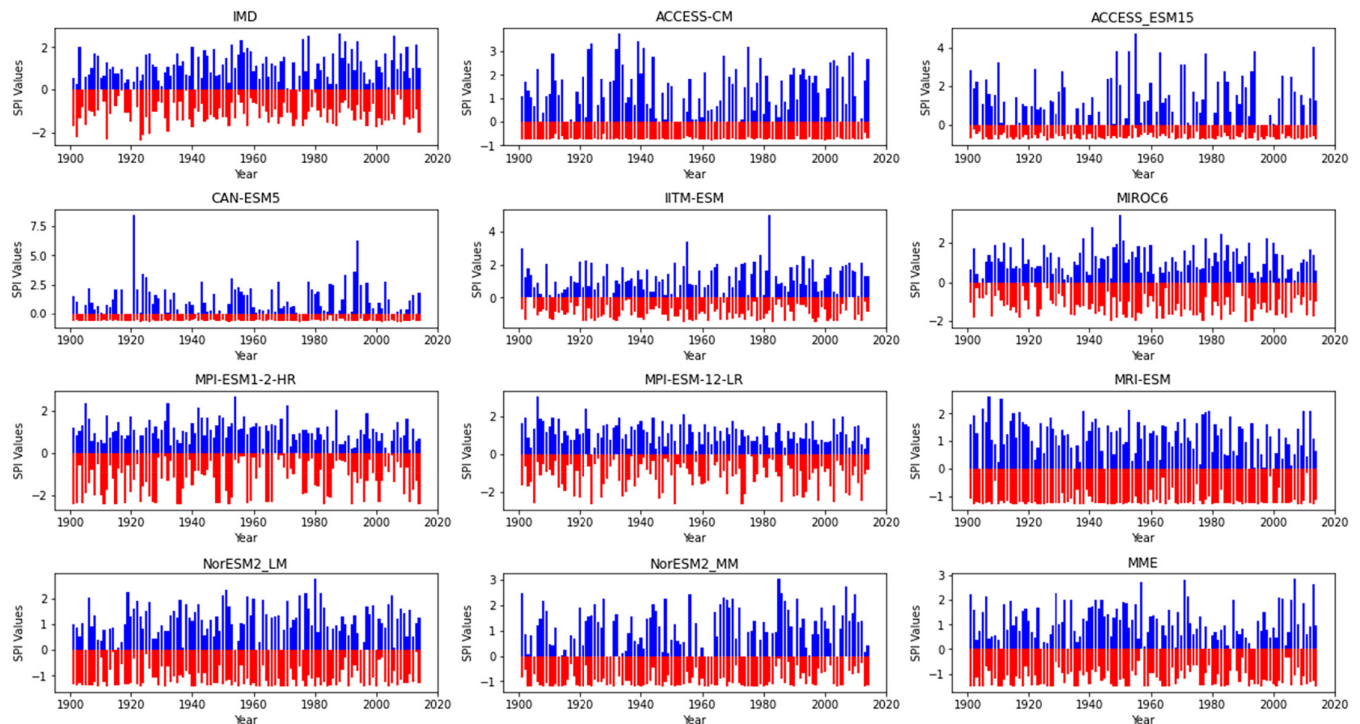 IMD
SPI Values
2
0
−2
1900 1920 1940 1960 1980 2000 2020
Year
ACCESS-CM
SPI Values
3
2
1
0
−1
1900 1920 1940 1960 1980 2000 2020
Year
ACCESS_ESM15
SPI Values
4
2
0
1900 1920 1940 1960 1980 2000 2020
Year
CAN-ESM5
SPI Values
7.5
5.0
2.5
0.0
1900 1920 1940 1960 1980 2000 2020
Year
IITM-ESM
SPI Values
4
2
0
1900 1920 1940 1960 1980 2000 2020
Year
MIROC6
SPI Values
2
0
−2
1900 1920 1940 1960 1980 2000 2020
Year
MPI-ESM1-2-HR
SPI Values
2
0
−2
1900 1920 1940 1960 1980 2000 2020
Year
MPI-ESM-12-LR
SPI Values
2
0
−2
1900 1920 1940 1960 1980 2000 2020
Year
MRI-ESM
SPI Values
2
1
0
−1
1900 1920 1940 1960 1980 2000 2020
Year
NorESM2_LM
SPI Values
2
1
0
−1
1900 1920 1940 1960 1980 2000 2020
Year
NorESM2_MM
SPI Values
3
2
1
0
−1
1900 1920 1940 1960 1980 2000 2020
Year
MME
SPI Values
3
2
1
0
−1
1900 1920 1940 1960 1980 2000 2020
Year